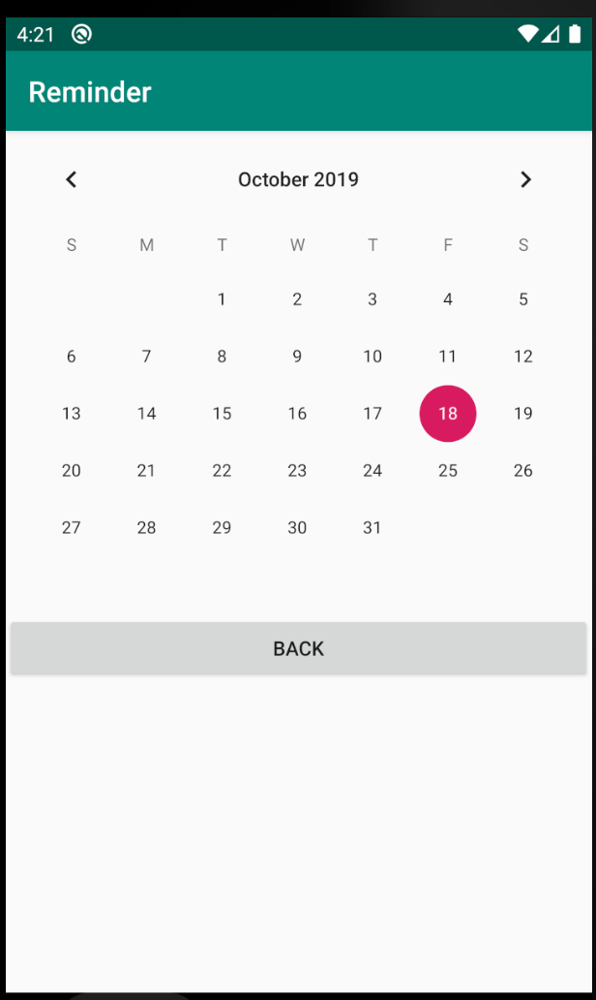 4:21
Reminder
October 2019
S M T W T F S
1 2 3 4 5
6 7 8 9 10 11 12
13 14 15 16 17 18 19
20 21 22 23 24 25 26
27 28 29 30 31
BACK